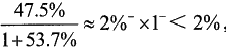 47.5%/(1+53.7%) ≈ 2%⁻ × 1⁻ < 2%,